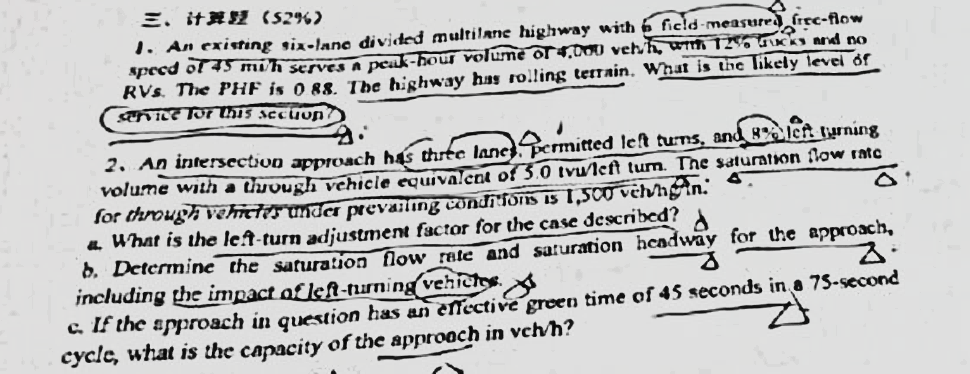 三、计算题（52%）
1. An existing six-lane divided multilane highway with a field-measured free-flow
speed of 45 mi/h serves a peak-hour volume of 4,000 veh/h, with 12% trucks and no
RVs. The PHF is 0.88. The highway has rolling terrain. What is the likely level of
service for this section?
2. An intersection approach has three lanes, permitted left turns, and 8% left-turning
volume with a through vehicle equivalent of 5.0 tvu/left turn. The saturation flow rate
for through vehicles under prevailing conditions is 1,500 veh/hg/ln.
a. What is the left-turn adjustment factor for the case described?
b. Determine the saturation flow rate and saturation headway for the approach,
including the impact of left-turning vehicles.
c. If the approach in question has an effective green time of 45 seconds in a 75-second
cycle, what is the capacity of the approach in veh/h?